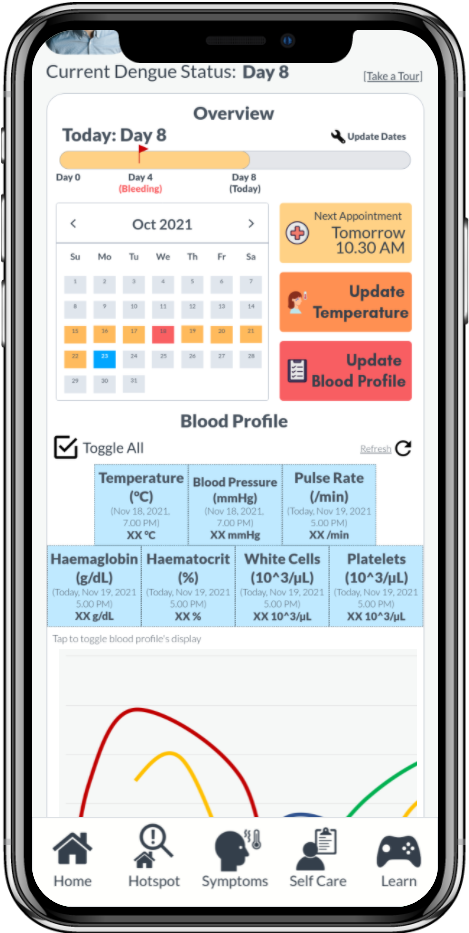 Current Dengue Status: Day 8
[Take a Tour]
Overview
Today: Day 8
Update Dates
Day 0
Day 4
(Bleeding)
Day 8
(Today)
< Oct 2021 >
Su Mo Tu We Th Fr Sa
1 2 3 4 5 6 7
8 9 10 11 12 13 14
15 16 17 18 19 20 21
22 23 24 25 26 27 28
29 30 31
Next Appointment
Tomorrow
10.30 AM
Update
Temperature
Update
Blood Profile
Blood Profile
Toggle All
Refresh
Temperature
(°C)
(Nov 18, 2021,
7.00 PM)
XX °C
Blood Pressure
(mmHg)
(Nov 18, 2021,
7.00 PM)
XX mmHg
Pulse Rate
(/min)
(Today, Nov 19, 2021
5.00 PM)
XX /min
Haemaglobin
(g/dL)
(Today, Nov 19, 2021
5.00 PM)
XX g/dL
Haematocrit
(%)
(Today, Nov 19, 2021
5.00 PM)
XX %
White Cells
(10^3/µL)
(Today, Nov 19, 2021
5.00 PM)
XX 10^3/µL
Platelets
(10^3/µL)
(Today, Nov 19, 2021
5.00 PM)
XX 10^3/µL
Tap to toggle blood profile's display
Home
Hotspot
Symptoms
Self Care
Learn